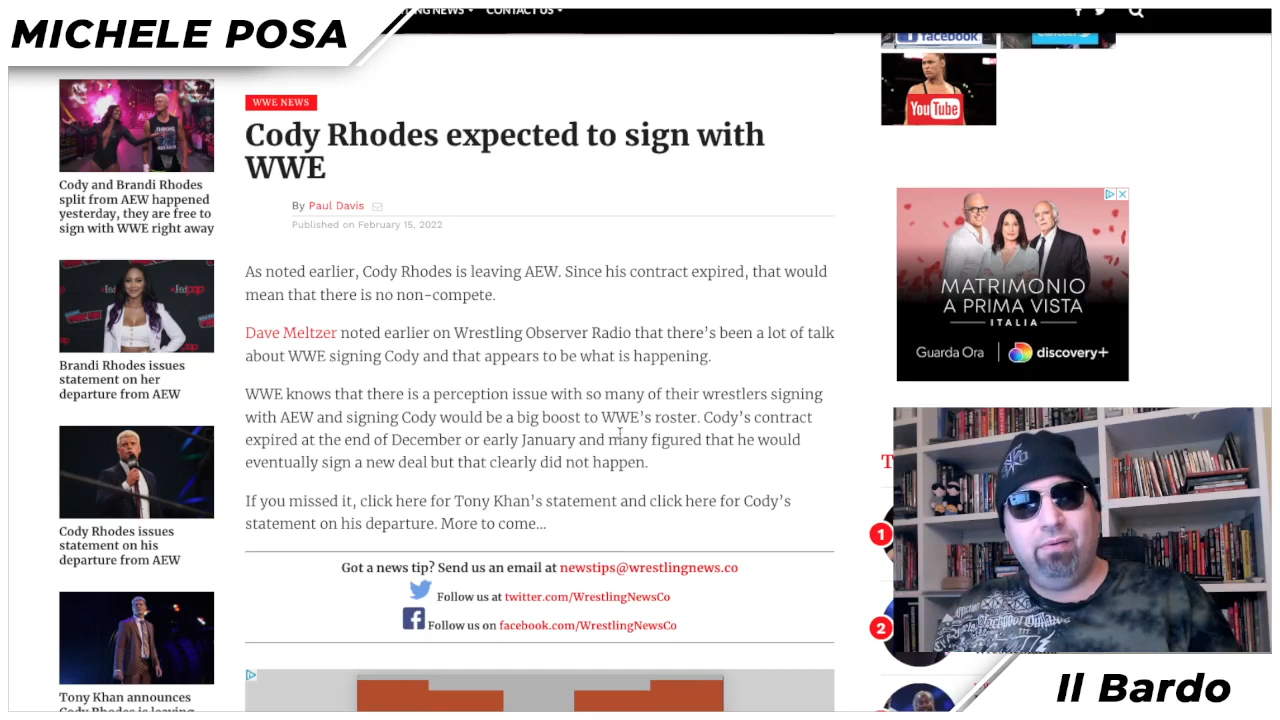 MICHELE POSA
CONTACT US
facebook
YouTube
WWE NEWS
Cody Rhodes expected to sign with
WWE
By Paul Davis
Published on February 15, 2022
As noted earlier, Cody Rhodes is leaving AEW. Since his contract expired, that would
mean that there is no non-compete.
Dave Meltzer noted earlier on Wrestling Observer Radio that there's been a lot of talk
about WWE signing Cody and that appears to be what is happening.
WWE knows that there is a perception issue with so many of their wrestlers signing
with AEW and signing Cody would be a big boost to WWE's roster. Cody's contract
expired at the end of December or early January and many figured that he would
eventually sign a new deal but that clearly did not happen.
If you missed it, click here for Tony Khan's statement and click here for Cody's
statement on his departure. More to come...
Got a news tip? Send us an email at newstips@wrestlingnews.co
Follow us at twitter.com/WrestlingNewsCo
Follow us on facebook.com/WrestlingNewsCo
Cody and Brandi Rhodes
split from AEW happened
yesterday, they are free to
sign with WWE right away
Brandi Rhodes issues
statement on her
departure from AEW
Cody Rhodes issues
statement on his
departure from AEW
Tony Khan announces
Cody Rhodes is leaving
MATRIMONIO
A PRIMA VISTA
ITALIA
Guarda Ora
discovery+
T
1
2
Il Bardo